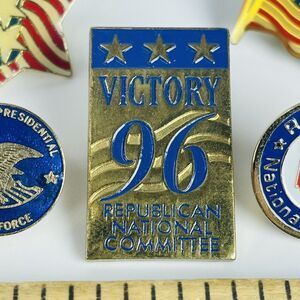 VICTORY
96
REPUBLICAN
NATIONAL
COMMITTEE
PRESIDENTIAL
FORCE